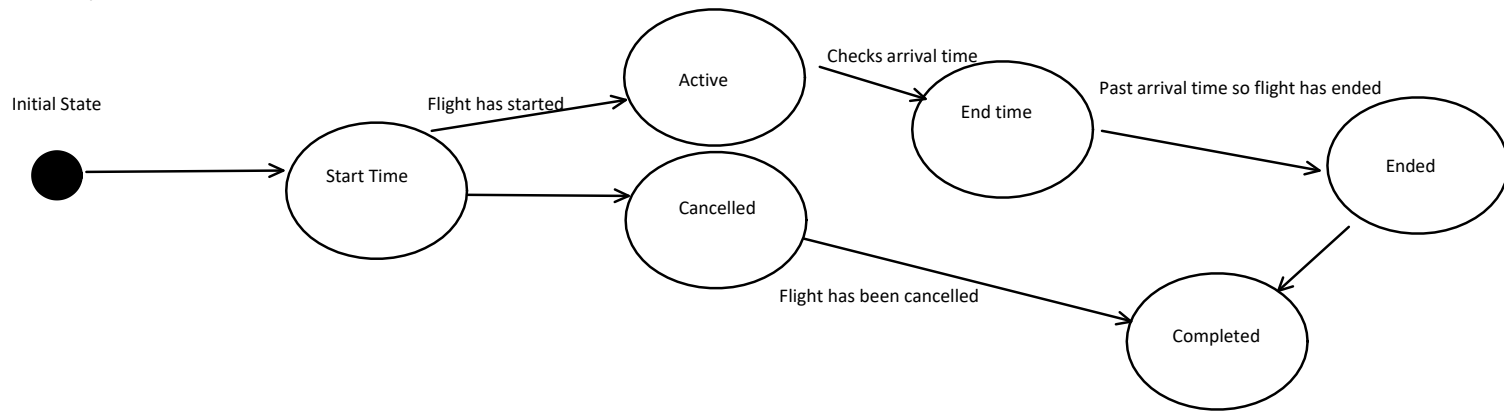 Initial State
Start Time
Flight has started
Active
Checks arrival time
End time
Past arrival time so flight has ended
Ended
Cancelled
Flight has been cancelled
Completed